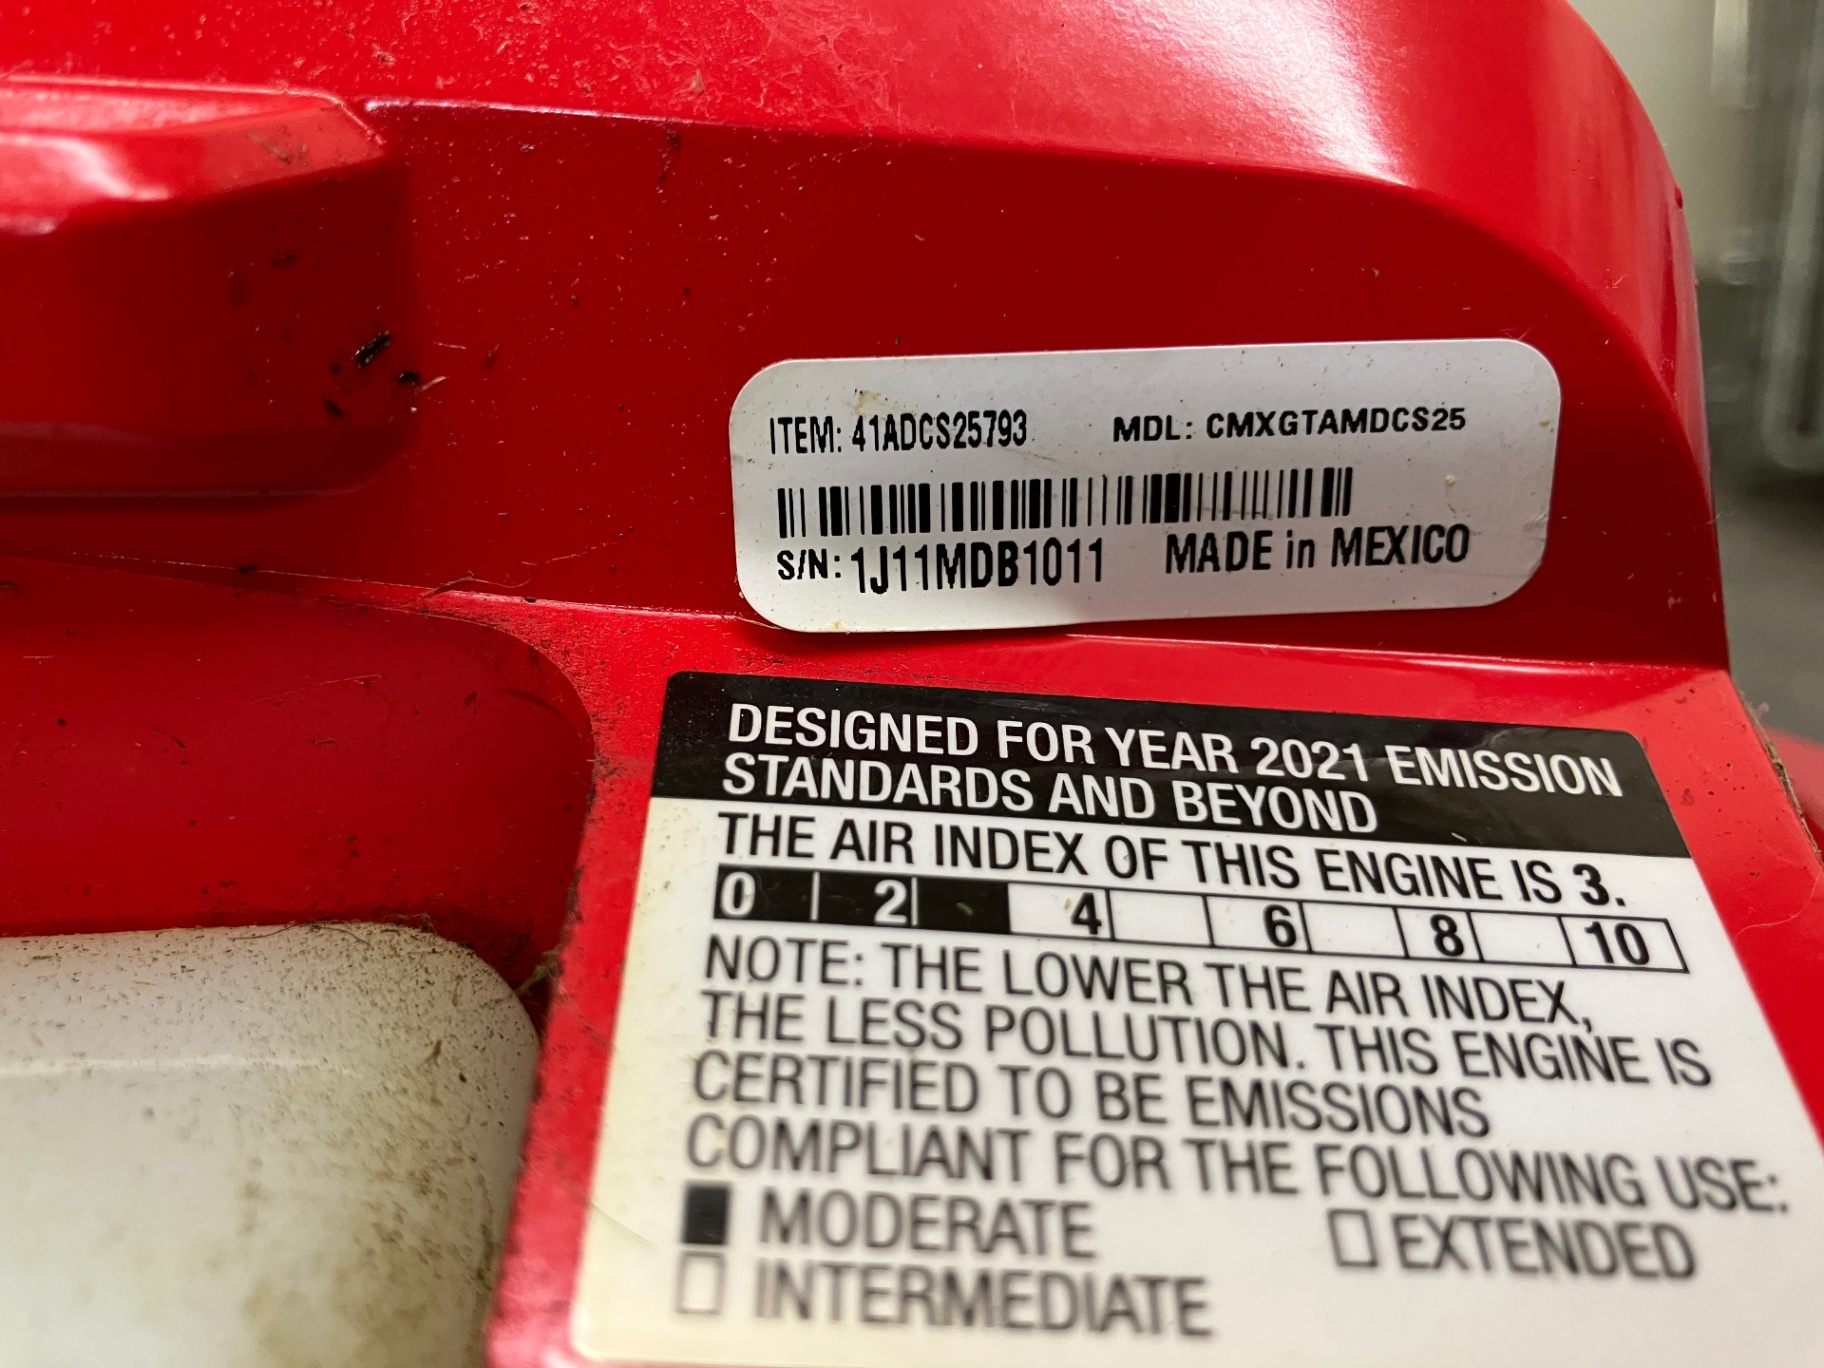 ITEM: 41ADCS25793 MDL: CMXGTAMDCS25
S/N: 1J11MDB1011 MADE in MEXICO
DESIGNED FOR YEAR 2021 EMISSION
STANDARDS AND BEYOND
THE AIR INDEX OF THIS ENGINE IS 3.
0 2 4 6 8 10
NOTE: THE LOWER THE AIR INDEX,
THE LESS POLLUTION. THIS ENGINE IS
CERTIFIED TO BE EMISSIONS
COMPLIANT FOR THE FOLLOWING USE:
■ MODERATE □ EXTENDED
□ INTERMEDIATE